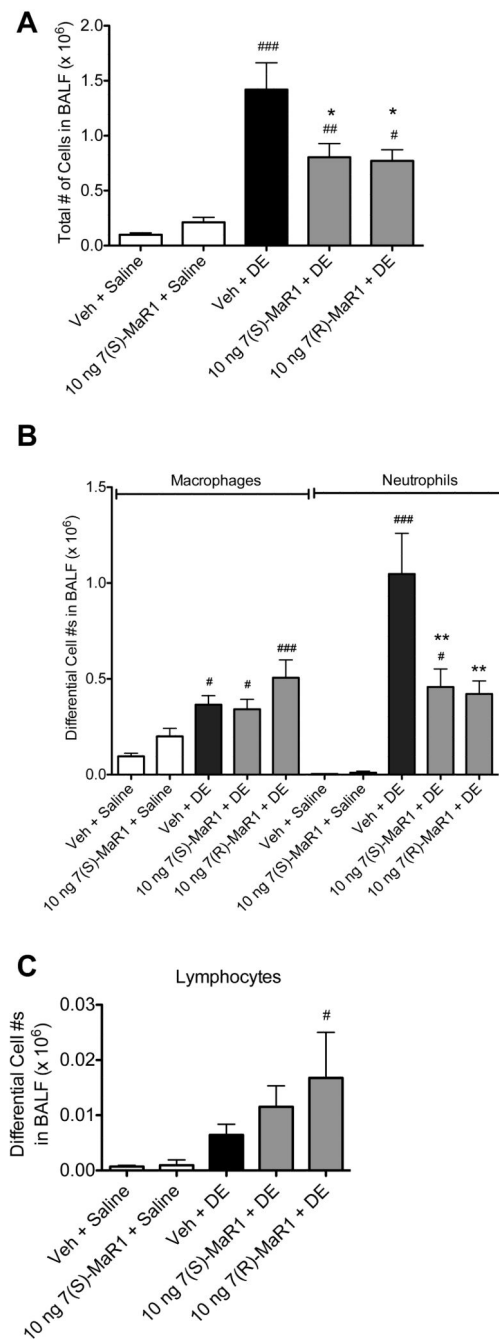 A
Total # of Cells in BALF (x 10⁶)
2.0
1.5
1.0
0.5
0.0
###
*
##
*
#
Veh + Saline
10 ng 7(S)-MaR1 + Saline
Veh + DE
10 ng 7(S)-MaR1 + DE
10 ng 7(R)-MaR1 + DE
B
Macrophages
Neutrophils
Differential Cell #s in BALF (x 10⁶)
1.5
1.0
0.5
0.0
#
#
###
###
**
#
**
Veh + Saline
10 ng 7(S)-MaR1 + Saline
Veh + DE
10 ng 7(S)-MaR1 + DE
10 ng 7(R)-MaR1 + DE
Veh + Saline
10 ng 7(S)-MaR1 + Saline
Veh + DE
10 ng 7(S)-MaR1 + DE
10 ng 7(R)-MaR1 + DE
C
Lymphocytes
Differential Cell #s
in BALF (x 10⁶)
0.03
0.02
0.01
0.00
#
Veh + Saline
10 ng 7(S)-MaR1 + Saline
Veh + DE
10 ng 7(S)-MaR1 + DE
10 ng 7(R)-MaR1 + DE